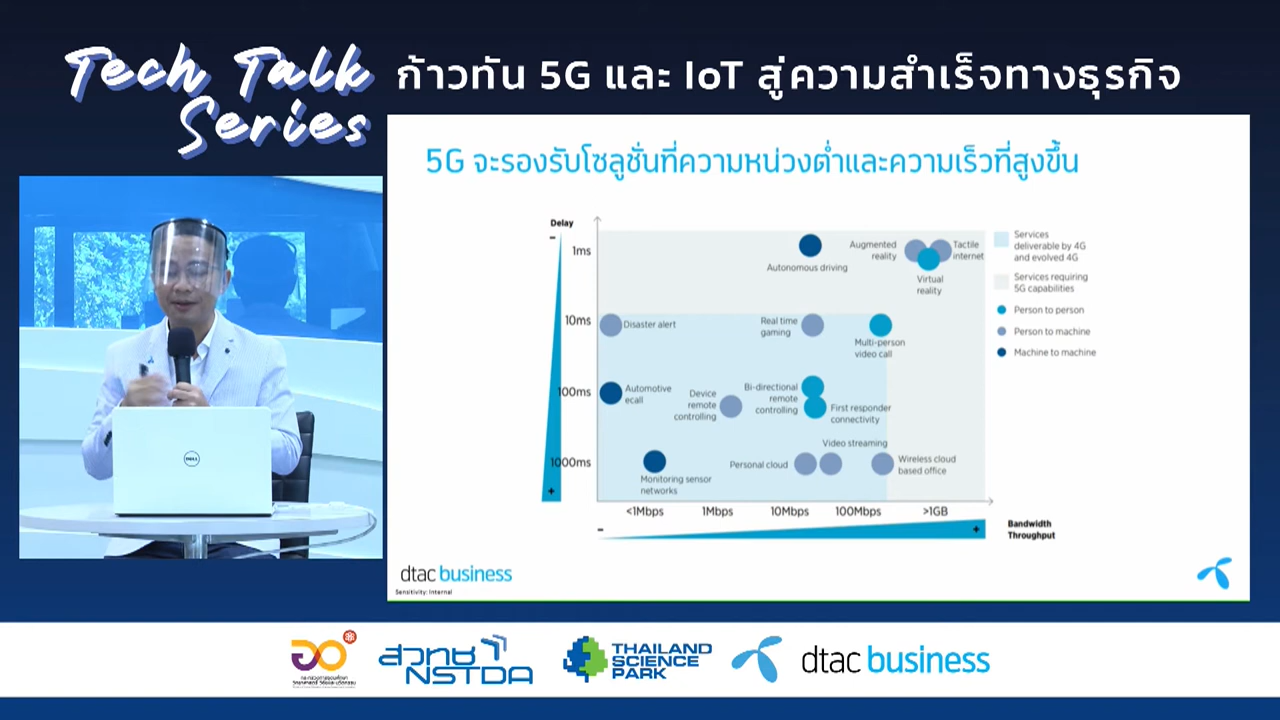 Tech Talk
Series
ก้าวทัน 5G และ IoT สู่ความสำเร็จทางธุรกิจ
5G จะรองรับโซลูชั่นที่ความหน่วงต่ำและความเร็วที่สูงขึ้น
Delay
−
1ms
10ms
100ms
1000ms
+
Autonomous driving
Augmented
reality
Tactile
internet
Virtual
reality
Disaster alert
Real time
gaming
Multi-person
video call
Automotive
ecall
Device
remote
controlling
Bi-directional
remote
controlling
First responder
connectivity
Monitoring sensor
networks
Personal cloud
Video streaming
Wireless cloud
based office
<1Mbps
1Mbps
10Mbps
100Mbps
>1GB
−
+
Bandwidth
Throughput
Services
deliverable by 4G
and evolved 4G
Services requiring
5G capabilities
Person to person
Person to machine
Machine to machine
dtac business
Sensitivity: Internal
DELL
สวทช
NSTDA
THAILAND
SCIENCE
PARK
dtac business